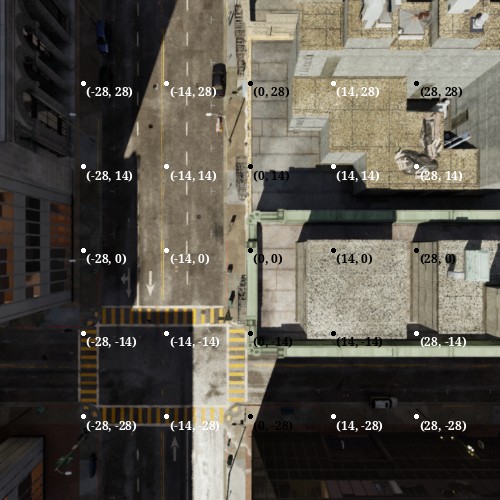 (-28, 28) (-14, 28) (0, 28) (14, 28) (28, 28)
(-28, 14) (-14, 14) (0, 14) (14, 14) (28, 14)
(-28, 0) (-14, 0) (0, 0) (14, 0) (28, 0)
(-28, -14) (-14, -14) (0, -14) (14, -14) (28, -14)
(-28, -28) (-14, -28) (0, -28) (14, -28) (28, -28)